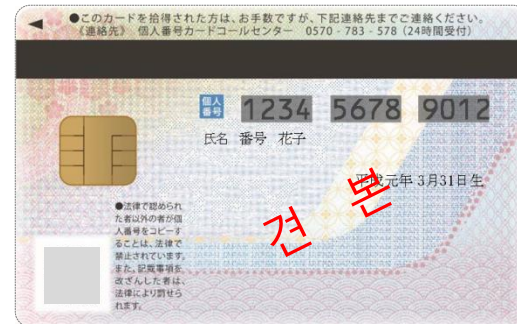 ●このカードを拾得された方は、お手数ですが、下記連絡先までご連絡ください。
《連絡先》 個人番号カードコールセンター 0570-783-578 (24時間受付)
個人番号 1234 5678 9012
氏名 番号 花子
平成元年 3月31日生
견 본
●法律で認められ
た者以外の者が個
人番号をコピーす
ることは、法律で
禁止されています。
また、記載事項を
改ざんした者は、
法律により罰せら
れます。